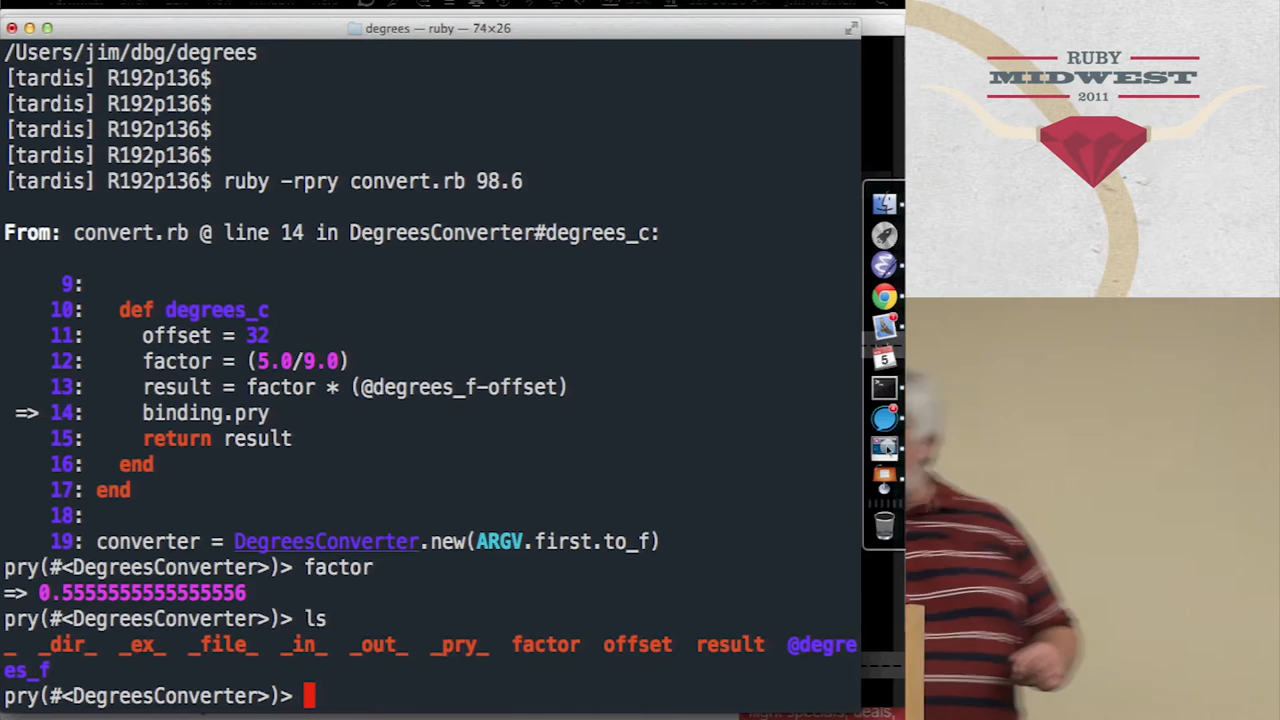 degrees — ruby — 74×26
/Users/jim/dbg/degrees
[tardis] R192p136$
[tardis] R192p136$
[tardis] R192p136$
[tardis] R192p136$
[tardis] R192p136$ ruby -rpry convert.rb 98.6
From: convert.rb @ line 14 in DegreesConverter#degrees_c:
9:
10: def degrees_c
11: offset = 32
12: factor = (5.0/9.0)
13: result = factor * (@degrees_f-offset)
=> 14: binding.pry
15: return result
16: end
17: end
18:
19: converter = DegreesConverter.new(ARGV.first.to_f)
pry(#<DegreesConverter>)> factor
=> 0.5555555555555556
pry(#<DegreesConverter>)> ls
_ _dir_ _ex_ _file_ _in_ _out_ _pry_ factor offset result @degre
es_f
pry(#<DegreesConverter>)>
RUBY
MIDWEST
2011
5